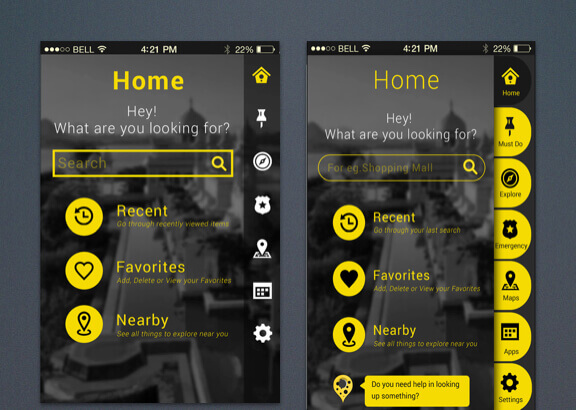 BELL 4:21 PM 22%
Home
Hey!
What are you looking for?
Search
Recent
Go through recently viewed items
Favorites
Add, Delete or View your Favorites
Nearby
See all things to explore near you
BELL 4:21 PM 22%
Home
Hey!
What are you looking for?
For eg.Shopping Mall
Recent
Go through your last search
Favorites
Add, Delete or View your Favorites
Nearby
See all things to explore near you
Do you need help in looking
up something?
Home
Must Do
Explore
Emergency
Maps
Apps
Settings